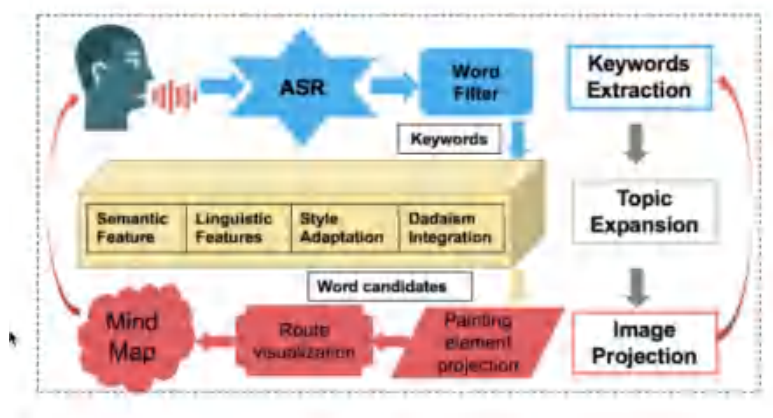 ASR
Word
Filter
Keywords
Extraction
Keywords
Semantic
Feature
Linguistic
Features
Style
Adaptation
Dadaism
Integration
Topic
Expansion
Word candidates
Mind
Map
Route
visualization
Painting
element
projection
Image
Projection